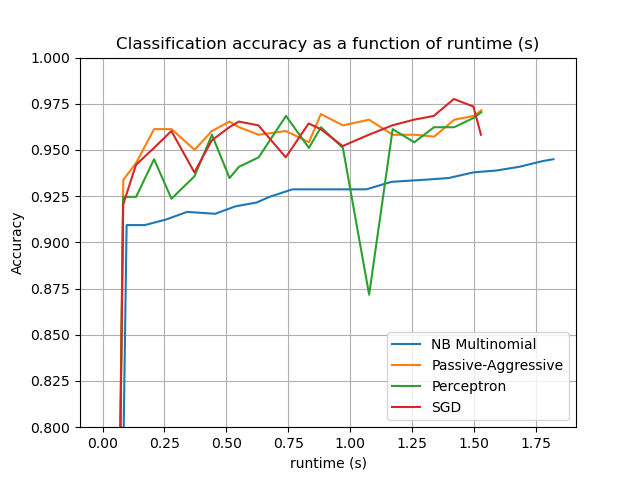 Classification accuracy as a function of runtime (s)
1.000
0.975
0.950
0.925
0.900
0.875
0.850
0.825
0.800
Accuracy
NB Multinomial
Passive-Aggressive
Perceptron
SGD
0.00 0.25 0.50 0.75 1.00 1.25 1.50 1.75
runtime (s)